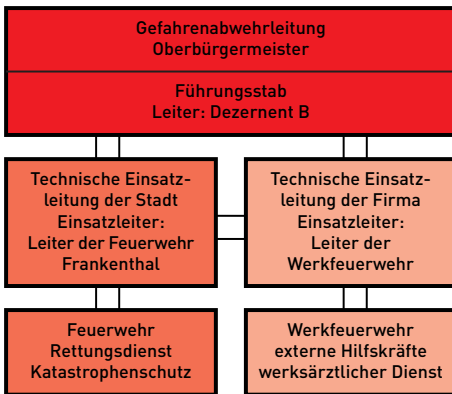 Gefahrenabwehrleitung
Oberbürgermeister
Führungsstab
Leiter: Dezernent B
Technische Einsatz-
leitung der Stadt
Einsatzleiter:
Leiter der Feuerwehr
Frankenthal
Technische Einsatz-
leitung der Firma
Einsatzleiter:
Leiter der
Werkfeuerwehr
Feuerwehr
Rettungsdienst
Katastrophenschutz
Werkfeuerwehr
externe Hilfskräfte
werksärztlicher Dienst